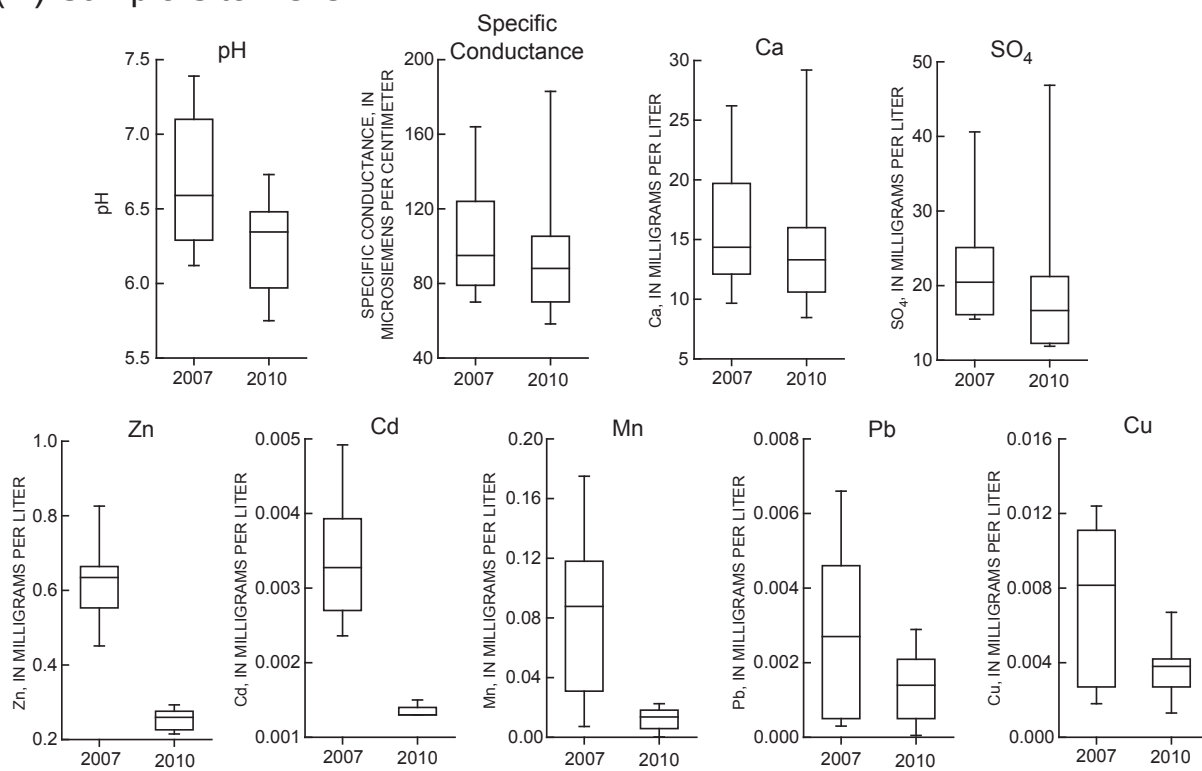 pH
Specific
Conductance
Ca
SO4
pH
7.5
7.0
6.5
6.0
5.5
2007 2010
SPECIFIC CONDUCTANCE, IN
MICROSIEMENS PER CENTIMETER
200
160
120
80
40
2007 2010
Ca, IN MILLIGRAMS PER LITER
30
25
20
15
10
5
2007 2010
SO4, IN MILLIGRAMS PER LITER
50
40
30
20
10
2007 2010
Zn
Cd
Mn
Pb
Cu
Zn, IN MILLIGRAMS PER LITER
1.0
0.8
0.6
0.4
0.2
2007 2010
Cd, IN MILLIGRAMS PER LITER
0.005
0.004
0.003
0.002
0.001
2007 2010
Mn, IN MILLIGRAMS PER LITER
0.20
0.16
0.12
0.08
0.04
0.00
2007 2010
Pb, IN MILLIGRAMS PER LITER
0.008
0.006
0.004
0.002
0.000
2007 2010
Cu, IN MILLIGRAMS PER LITER
0.016
0.012
0.008
0.004
0.000
2007 2010